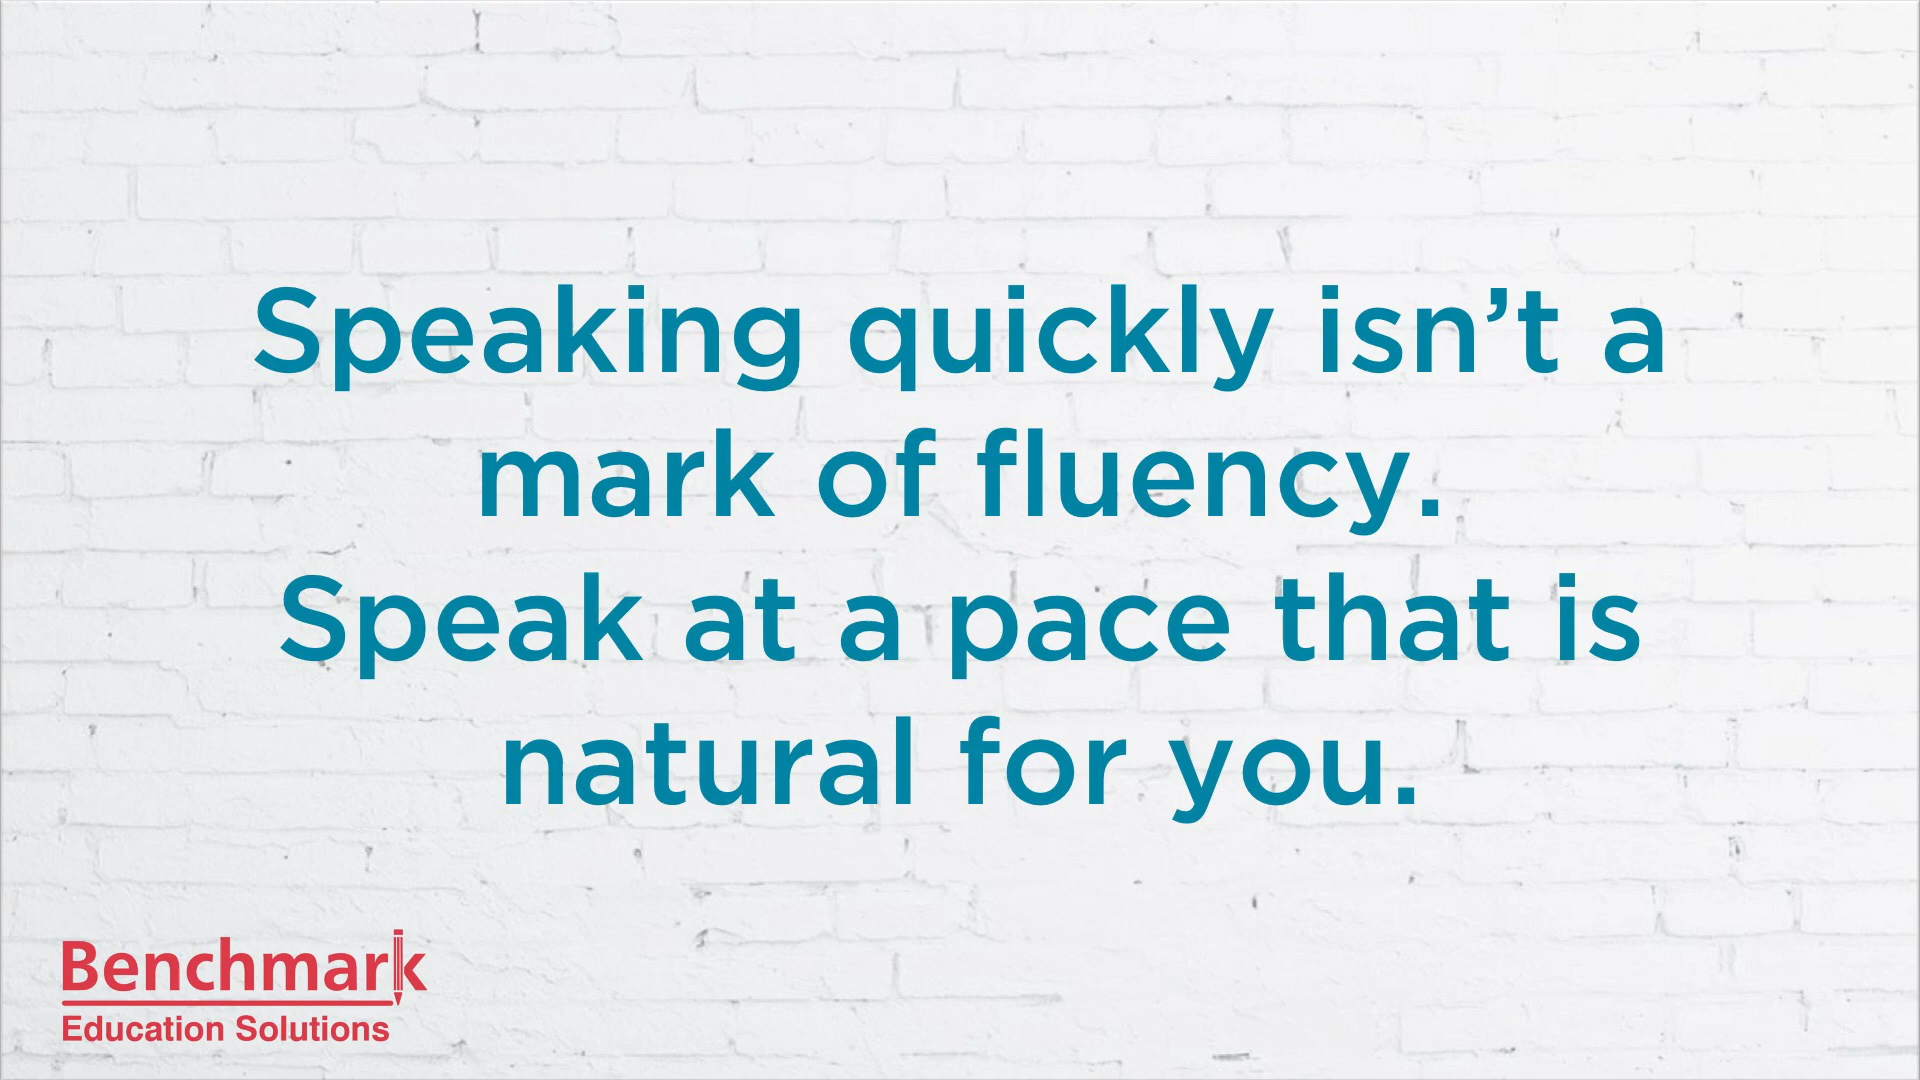 Speaking quickly isn’t a
mark of fluency.
Speak at a pace that is
natural for you.
Benchmark
Education Solutions